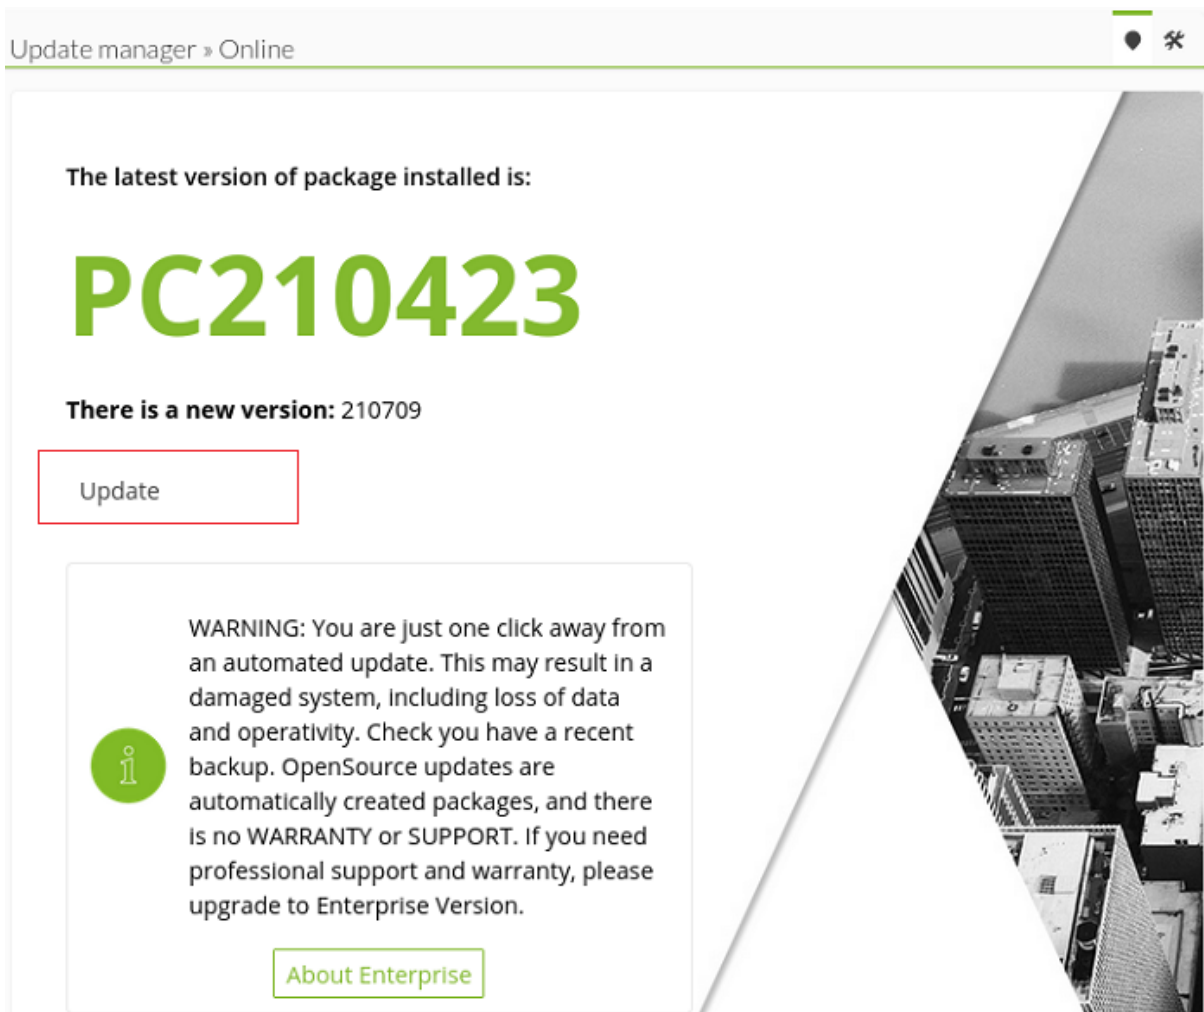 Update manager » Online
The latest version of package installed is:
PC210423
There is a new version: 210709
Update
WARNING: You are just one click away from
an automated update. This may result in a
damaged system, including loss of data
and operativity. Check you have a recent
backup. OpenSource updates are
automatically created packages, and there
is no WARRANTY or SUPPORT. If you need
professional support and warranty, please
upgrade to Enterprise Version.
About Enterprise